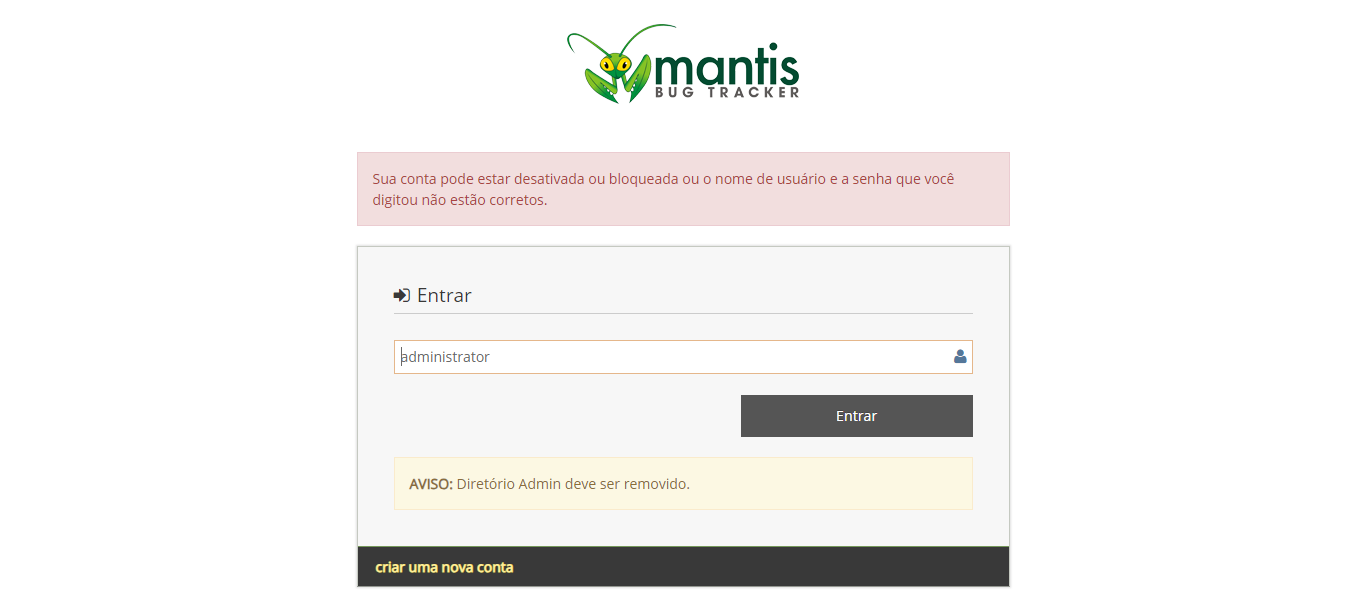 mantis
BUG TRACKER
Sua conta pode estar desativada ou bloqueada ou o nome de usuário e a senha que você
digitou não estão corretos.
Entrar
administrator
Entrar
AVISO: Diretório Admin deve ser removido.
criar uma nova conta